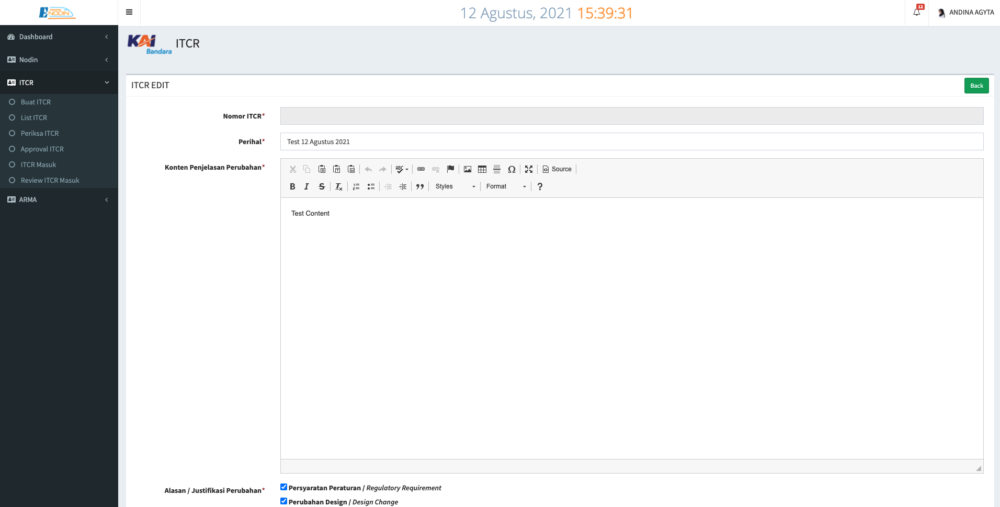 NODIN
12 Agustus, 2021 15:39:31
12
ANDINA AGYTA
Dashboard
Nodin
ITCR
Buat ITCR
List ITCR
Periksa ITCR
Approval ITCR
ITCR Masuk
Review ITCR Masuk
ARMA
KAI Bandara ITCR
ITCR EDIT
Back
Nomor ITCR*
Perihal*
Test 12 Agustus 2021
Konten Penjelasan Perubahan*
ABC
Source
B I S Tx
Styles
Format
?
Test Content
Alasan / Justifikasi Perubahan*
Persyaratan Peraturan / Regulatory Requirement
Perubahan Design / Design Change